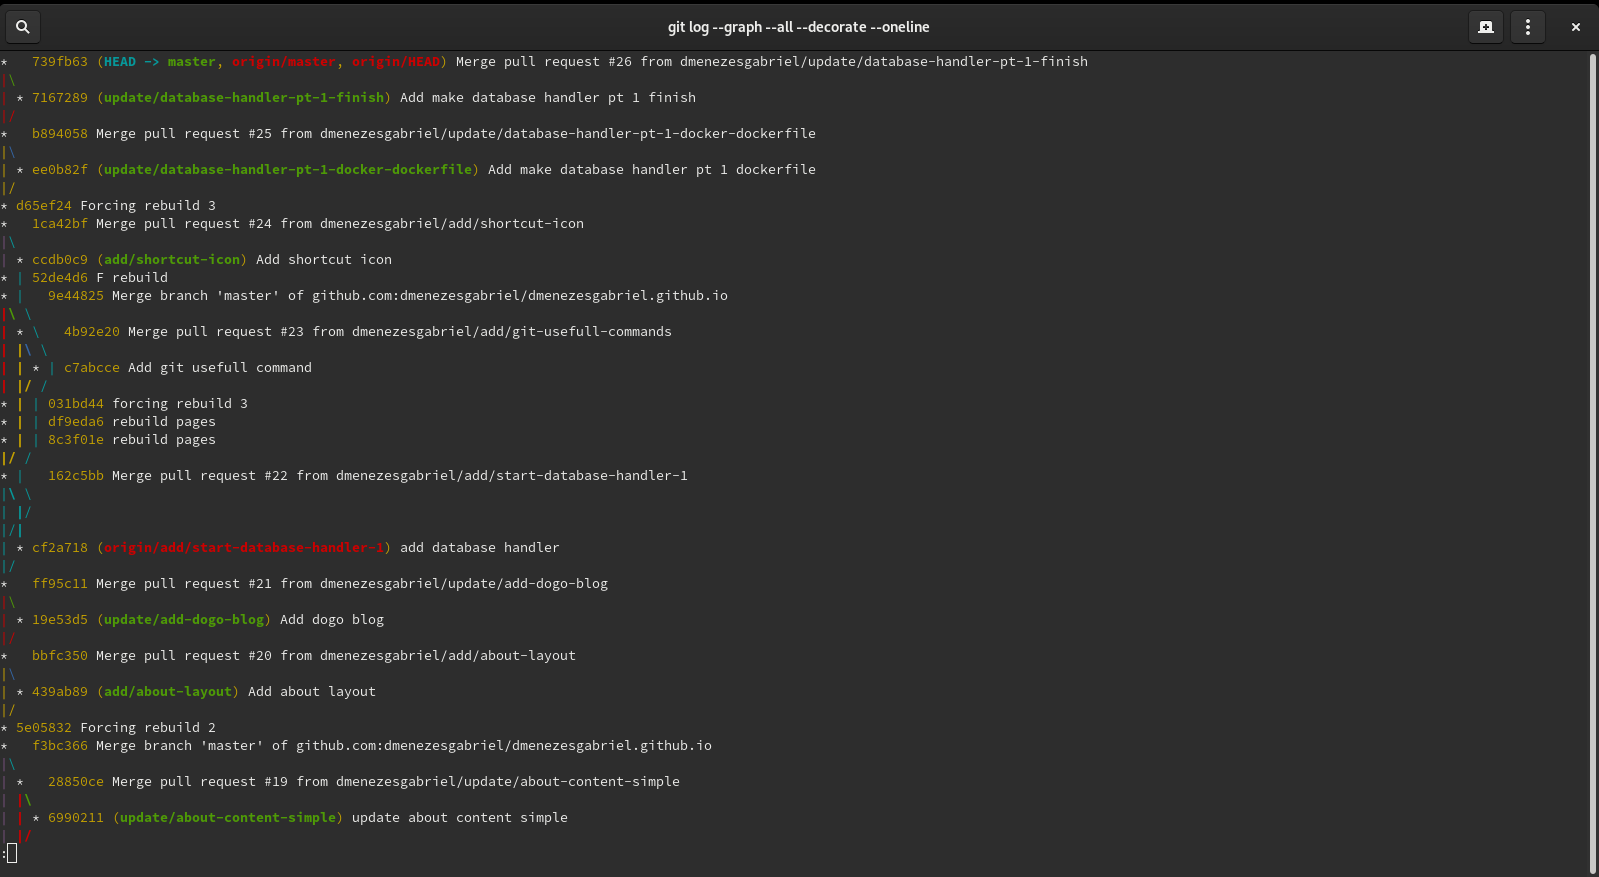 git log --graph --all --decorate --oneline
*   739fb63 (HEAD -> master, origin/master, origin/HEAD) Merge pull request #26 from dmenezesgabriel/update/database-handler-pt-1-finish
|\
| * 7167289 (update/database-handler-pt-1-finish) Add make database handler pt 1 finish
|/
*   b894058 Merge pull request #25 from dmenezesgabriel/update/database-handler-pt-1-docker-dockerfile
|\
| * ee0b82f (update/database-handler-pt-1-docker-dockerfile) Add make database handler pt 1 dockerfile
|/
* d65ef24 Forcing rebuild 3
*   1ca42bf Merge pull request #24 from dmenezesgabriel/add/shortcut-icon
|\
| * ccdb0c9 (add/shortcut-icon) Add shortcut icon
* | 52de4d6 F rebuild
* |   9e44825 Merge branch 'master' of github.com:dmenezesgabriel/dmenezesgabriel.github.io
|\ \
| * \   4b92e20 Merge pull request #23 from dmenezesgabriel/add/git-usefull-commands
| |\ \
| | * | c7abcce Add git usefull command
| |/ /
* | | 031bd44 forcing rebuild 3
* | | df9eda6 rebuild pages
* | | 8c3f01e rebuild pages
|/ /
* |   162c5bb Merge pull request #22 from dmenezesgabriel/add/start-database-handler-1
|\ \
| |/
|/|
| * cf2a718 (origin/add/start-database-handler-1) add database handler
|/
*   ff95c11 Merge pull request #21 from dmenezesgabriel/update/add-dogo-blog
|\
| * 19e53d5 (update/add-dogo-blog) Add dogo blog
|/
*   bbfc350 Merge pull request #20 from dmenezesgabriel/add/about-layout
|\
| * 439ab89 (add/about-layout) Add about layout
|/
* 5e05832 Forcing rebuild 2
*   f3bc366 Merge branch 'master' of github.com:dmenezesgabriel/dmenezesgabriel.github.io
|\
| *   28850ce Merge pull request #19 from dmenezesgabriel/update/about-content-simple
| |\
| | * 6990211 (update/about-content-simple) update about content simple
| |/
: